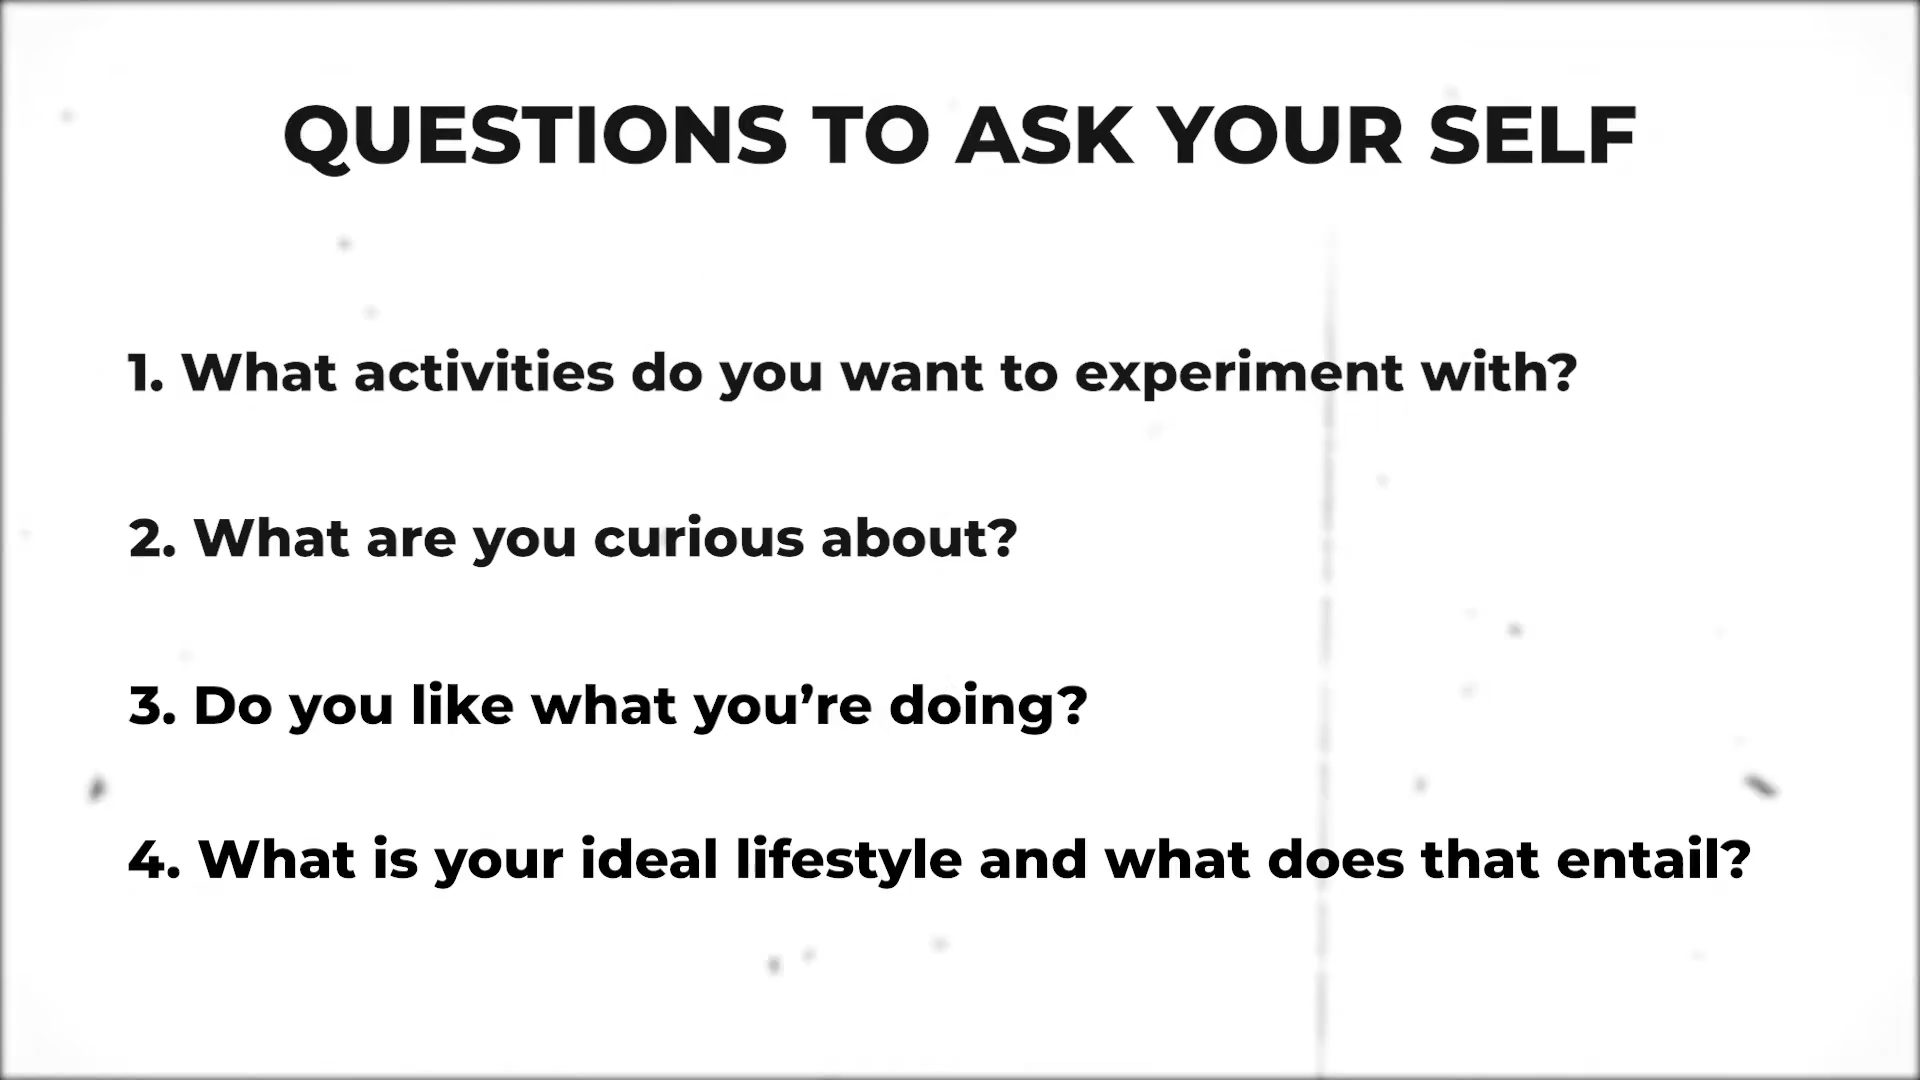 QUESTIONS TO ASK YOUR SELF
1. What activities do you want to experiment with?
2. What are you curious about?
3. Do you like what you’re doing?
4. What is your ideal lifestyle and what does that entail?